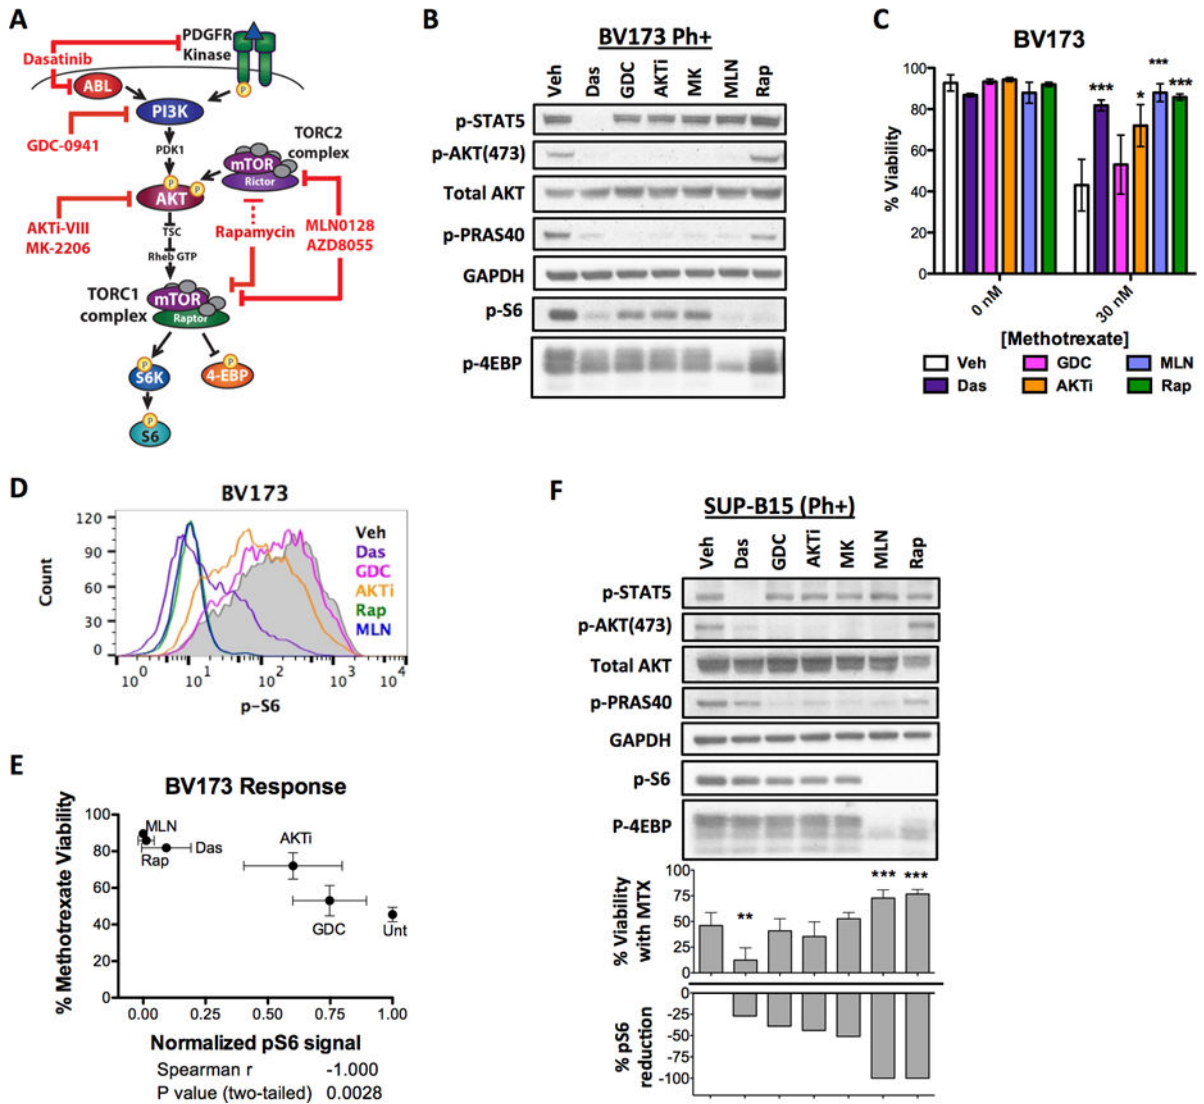 A
PDGFR
Kinase
Dasatinib
ABL
P
PI3K
GDC-0941
PDK1
TORC2
complex
mTOR
Rictor
P
P
AKT
AKTi-VIII
MK-2206
TSC
Rapamycin
MLN0128
AZD8055
Rheb GTP
TORC1
complex
mTOR
Raptor
P
P
S6K
4-EBP
P
S6
B
BV173 Ph+
Veh
Das
GDC
AKTi
MK
MLN
Rap
p-STAT5
p-AKT(473)
Total AKT
p-PRAS40
GAPDH
p-S6
p-4EBP
C
BV173
% Viability
100
80
60
40
20
0
***
*
***
***
0 nM
30 nM
[Methotrexate]
Veh
GDC
MLN
Das
AKTi
Rap
D
BV173
Count
120
90
60
30
0
Veh
Das
GDC
AKTi
Rap
MLN
10^0
10^1
10^2
10^3
10^4
p-S6
E
BV173 Response
% Methotrexate Viability
100
80
60
40
20
0
MLN
Rap
Das
AKTi
GDC
Unt
0.00
0.25
0.50
0.75
1.00
Normalized pS6 signal
Spearman r -1.000
P value (two-tailed) 0.0028
F
SUP-B15 (Ph+)
Veh
Das
GDC
AKTi
MK
MLN
Rap
p-STAT5
p-AKT(473)
Total AKT
p-PRAS40
GAPDH
p-S6
P-4EBP
% Viability
with MTX
100
75
50
25
0
**
***
***
% pS6
reduction
0
-25
-50
-75
-100